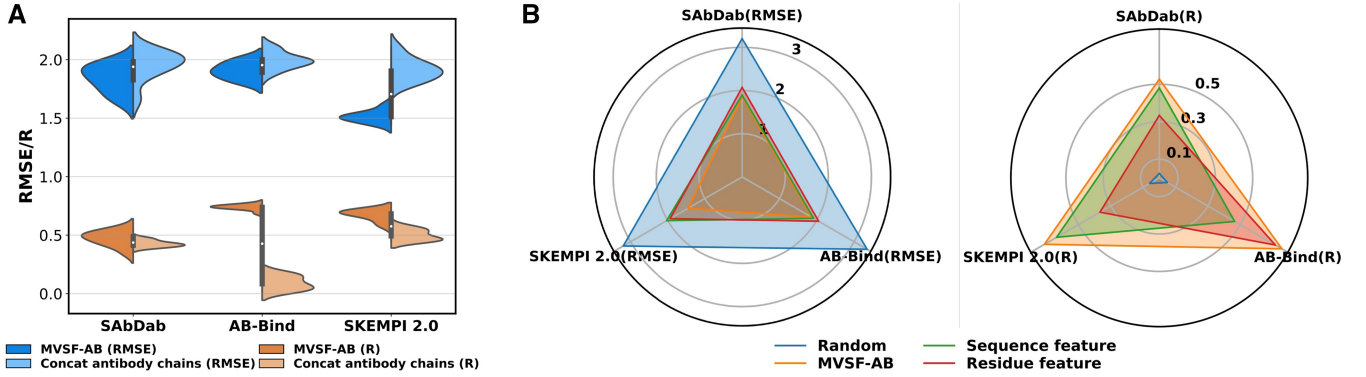 A
RMSE/R
2.0
1.5
1.0
0.5
0.0
SAbDab
AB-Bind
SKEMPI 2.0
MVSF-AB (RMSE)
Concat antibody chains (RMSE)
MVSF-AB (R)
Concat antibody chains (R)
B
SAbDab(RMSE)
3
2
1
SKEMPI 2.0(RMSE)
AB-Bind(RMSE)
SAbDab(R)
0.5
0.3
0.1
SKEMPI 2.0(R)
AB-Bind(R)
Random
MVSF-AB
Sequence feature
Residue feature